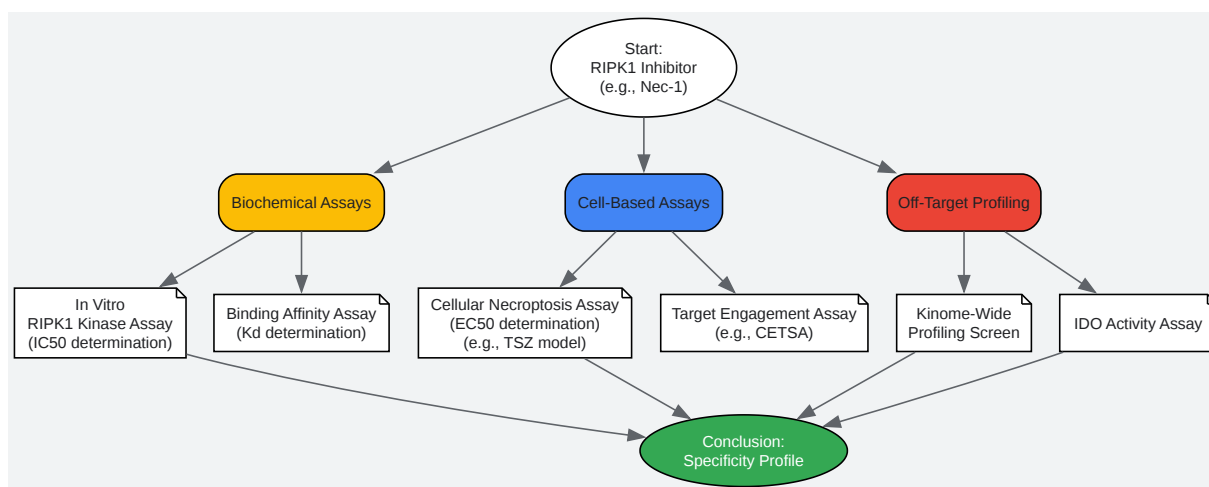 Start:
RIPK1 Inhibitor
(e.g., Nec-1)
Biochemical Assays
Cell-Based Assays
Off-Target Profiling
In Vitro
RIPK1 Kinase Assay
(IC50 determination)
Binding Affinity Assay
(Kd determination)
Cellular Necroptosis Assay
(EC50 determination)
(e.g., TSZ model)
Target Engagement Assay
(e.g., CETSA)
Kinome-Wide
Profiling Screen
IDO Activity Assay
Conclusion:
Specificity Profile